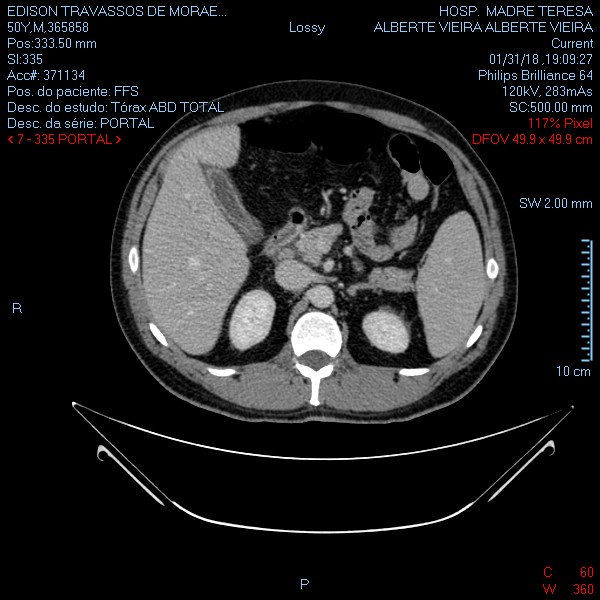 EDISON TRAVASSOS DE MORAE...
50Y,M,365858
Pos:333.50 mm
SI:335
Acc#: 371134
Pos. do paciente: FFS
Desc. do estudo: Tórax ABD TOTAL
Desc. da série: PORTAL
< 7 - 335 PORTAL >
Lossy
HOSP. MADRE TERESA
ALBERTE VIEIRA ALBERTE VIEIRA
Current
01/31/18 ,19:09:27
Philips Brilliance 64
120kV, 283mAs
SC:500.00 mm
117% Pixel
DFOV 49.9 x 49.9 cm
SW 2.00 mm
R
10 cm
P
C 60
W 360